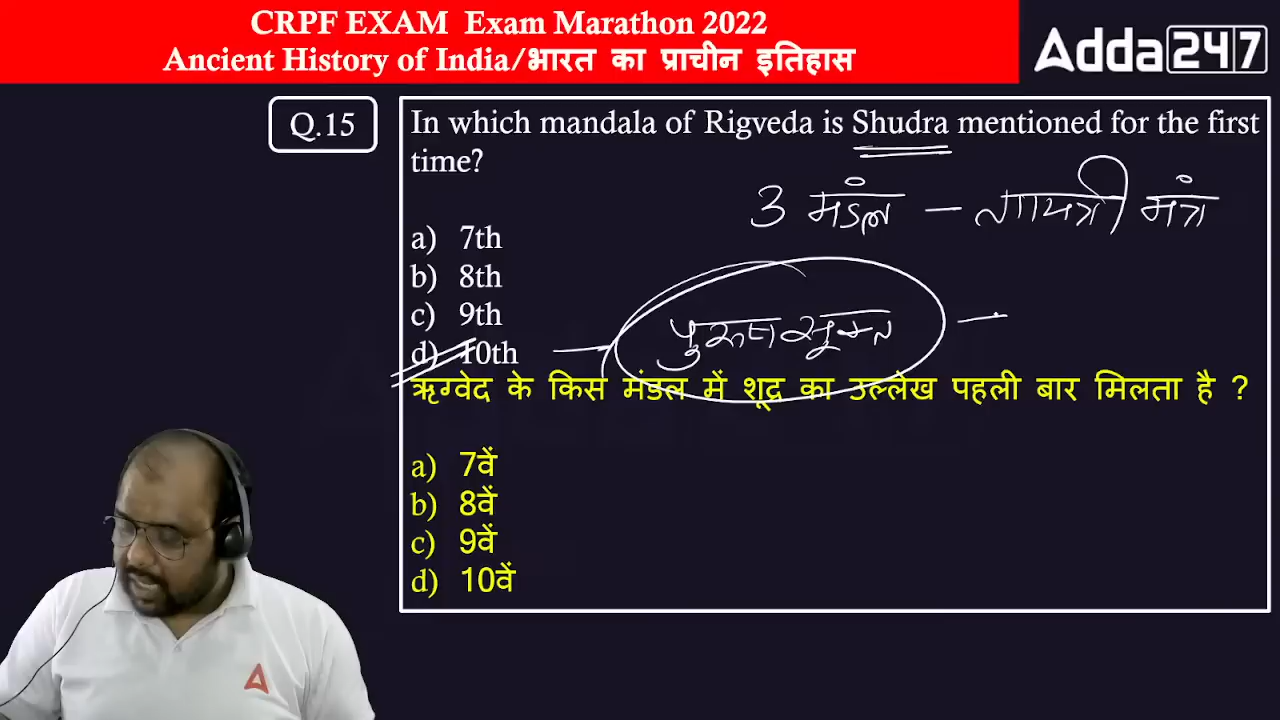 CRPF EXAM Exam Marathon 2022
Ancient History of India/भारत का प्राचीन इतिहास
Adda247
Q.15
In which mandala of Rigveda is Shudra mentioned for the first
time?
3 मंडल – गायत्री मंत्र
a) 7th
b) 8th
c) 9th
पुरुषसूक्त –
d) 10th
ऋग्वेद के किस मंडल में शूद्र का उल्लेख पहली बार मिलता है ?
a) 7वें
b) 8वें
c) 9वें
d) 10वें